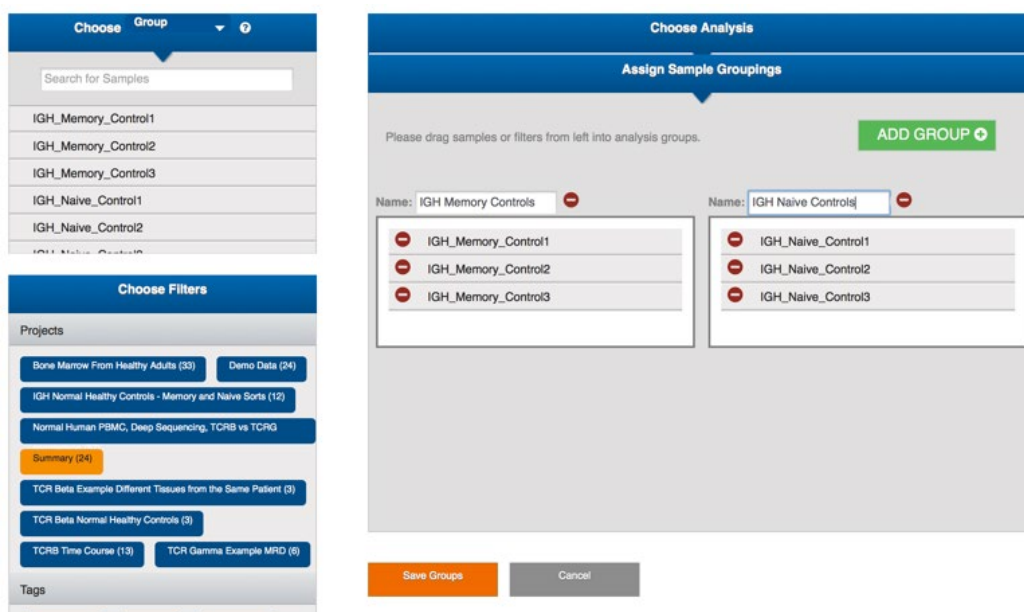 Choose Group
Search for Samples
IGH_Memory_Control1
IGH_Memory_Control2
IGH_Memory_Control3
IGH_Naive_Control1
IGH_Naive_Control2
Choose Filters
Projects
Bone Marrow From Healthy Adults (33) Demo Data (24)
IGH Normal Healthy Controls - Memory and Naive Sorts (12)
Normal Human PBMC, Deep Sequencing, TCRB vs TCRG
Summary (24)
TCR Beta Example Different Tissues from the Same Patient (3)
TCR Beta Normal Healthy Controls (3)
TCRB Time Course (13) TCR Gamma Example MRD (6)
Tags
Choose Analysis
Assign Sample Groupings
Please drag samples or filters from left into analysis groups.
ADD GROUP
Name: IGH Memory Controls
IGH_Memory_Control1
IGH_Memory_Control2
IGH_Memory_Control3
Name: IGH Naive Controls
IGH_Naive_Control1
IGH_Naive_Control2
IGH_Naive_Control3
Save Groups Cancel